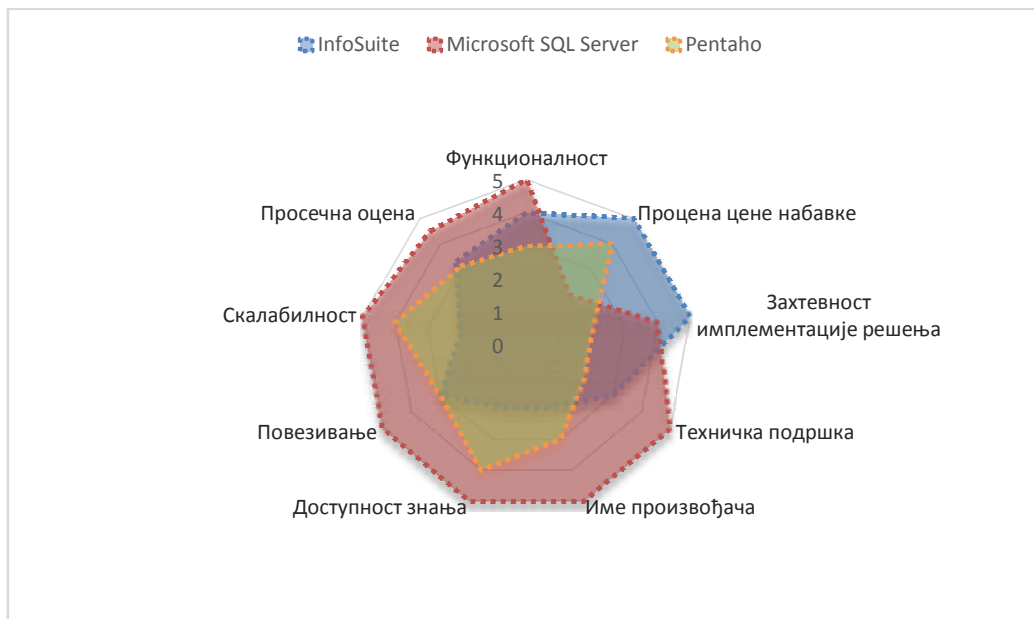 InfoSuite Microsoft SQL Server Pentaho
Функционалност
Процена цене набавке
Захтевност
имплементације решења
Техничка подршка
Име произвођача
Доступност знања
Повезивање
Скалабилност
Просечна оцена
5
4
3
2
1
0